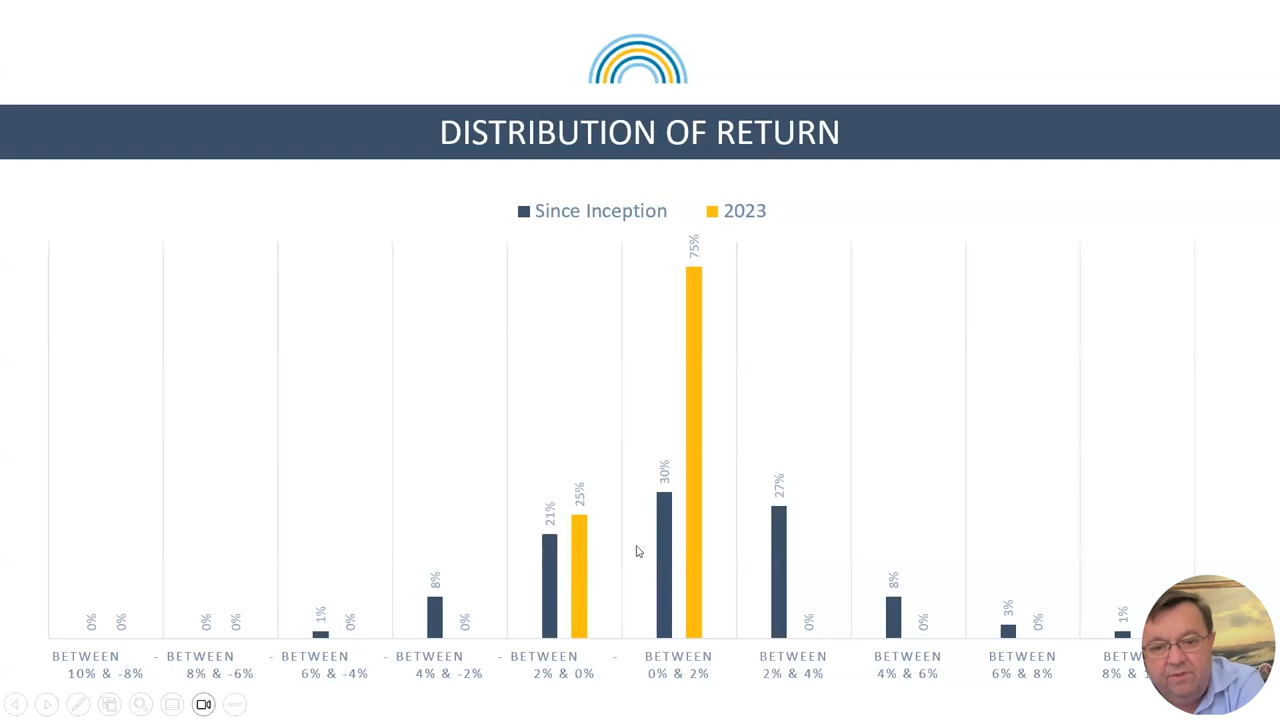 DISTRIBUTION OF RETURN
Since Inception 2023
0% 0% 0% 0% 1% 0% 8% 0% 21% 25% 30% 75% 27% 0% 8% 0% 3% 0% 1%
BETWEEN - BETWEEN - BETWEEN - BETWEEN - BETWEEN - BETWEEN BETWEEN BETWEEN BETWEEN
10% & -8% 8% & -6% 6% & -4% 4% & -2% 2% & 0% 0% & 2% 2% & 4% 4% & 6% 6% & 8% 8% &